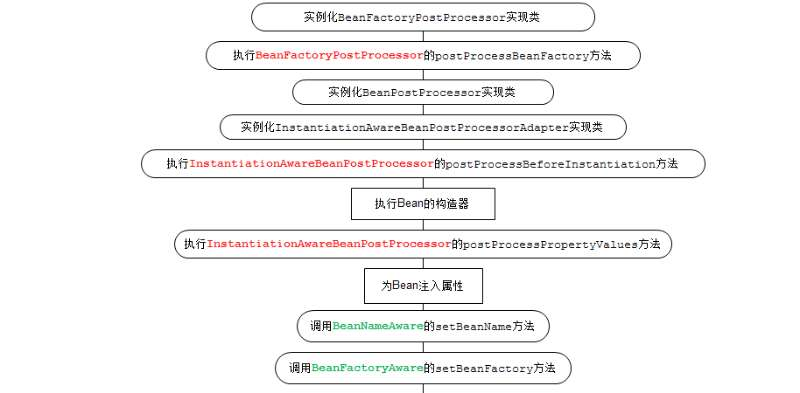 实例化BeanFactoryPostProcessor实现类
执行BeanFactoryPostProcessor的postProcessBeanFactory方法
实例化BeanPostProcessor实现类
实例化InstantiationAwareBeanPostProcessorAdapter实现类
执行InstantiationAwareBeanPostProcessor的postProcessBeforeInstantiation方法
执行Bean的构造器
执行InstantiationAwareBeanPostProcessor的postProcessPropertyValues方法
为Bean注入属性
调用BeanNameAware的setBeanName方法
调用BeanFactoryAware的setBeanFactory方法